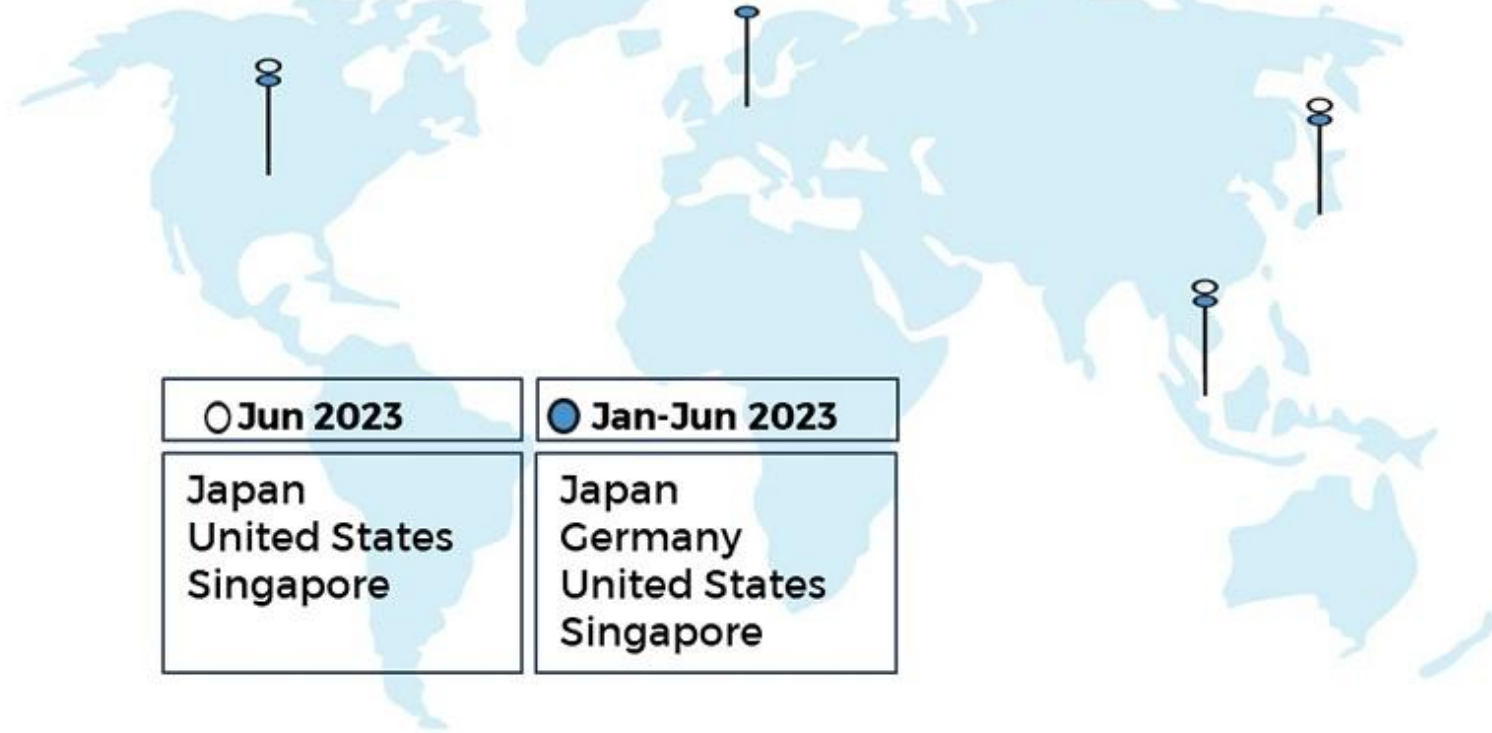 Jun 2023
Jan-Jun 2023
Japan
United States
Singapore
Japan
Germany
United States
Singapore